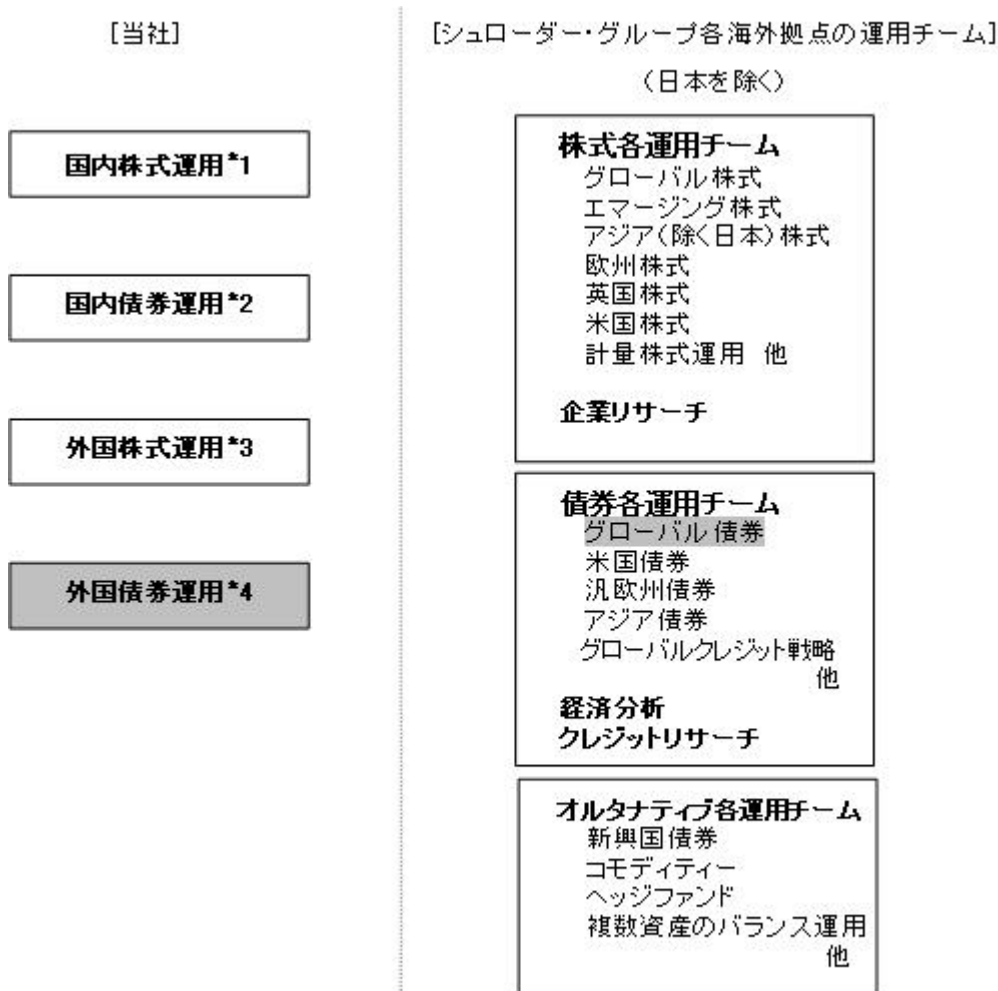 [当社]
国内株式運用*1
国内債券運用*2
外国株式運用*3
外国債券運用*4
[シュローダー・グループ各海外拠点の運用チーム]
（日本を除く）
株式各運用チーム
グローバル株式
エマージング株式
アジア（除く日本）株式
欧州株式
英国株式
米国株式
計量株式運用 他
企業リサーチ
債券各運用チーム
グローバル債券
米国債券
汎欧州債券
アジア債券
グローバルクレジット戦略
他
経済分析
クレジットリサーチ
オルタナティブ各運用チーム
新興国債券
コモディティー
ヘッジファンド
複数資産のバランス運用
他